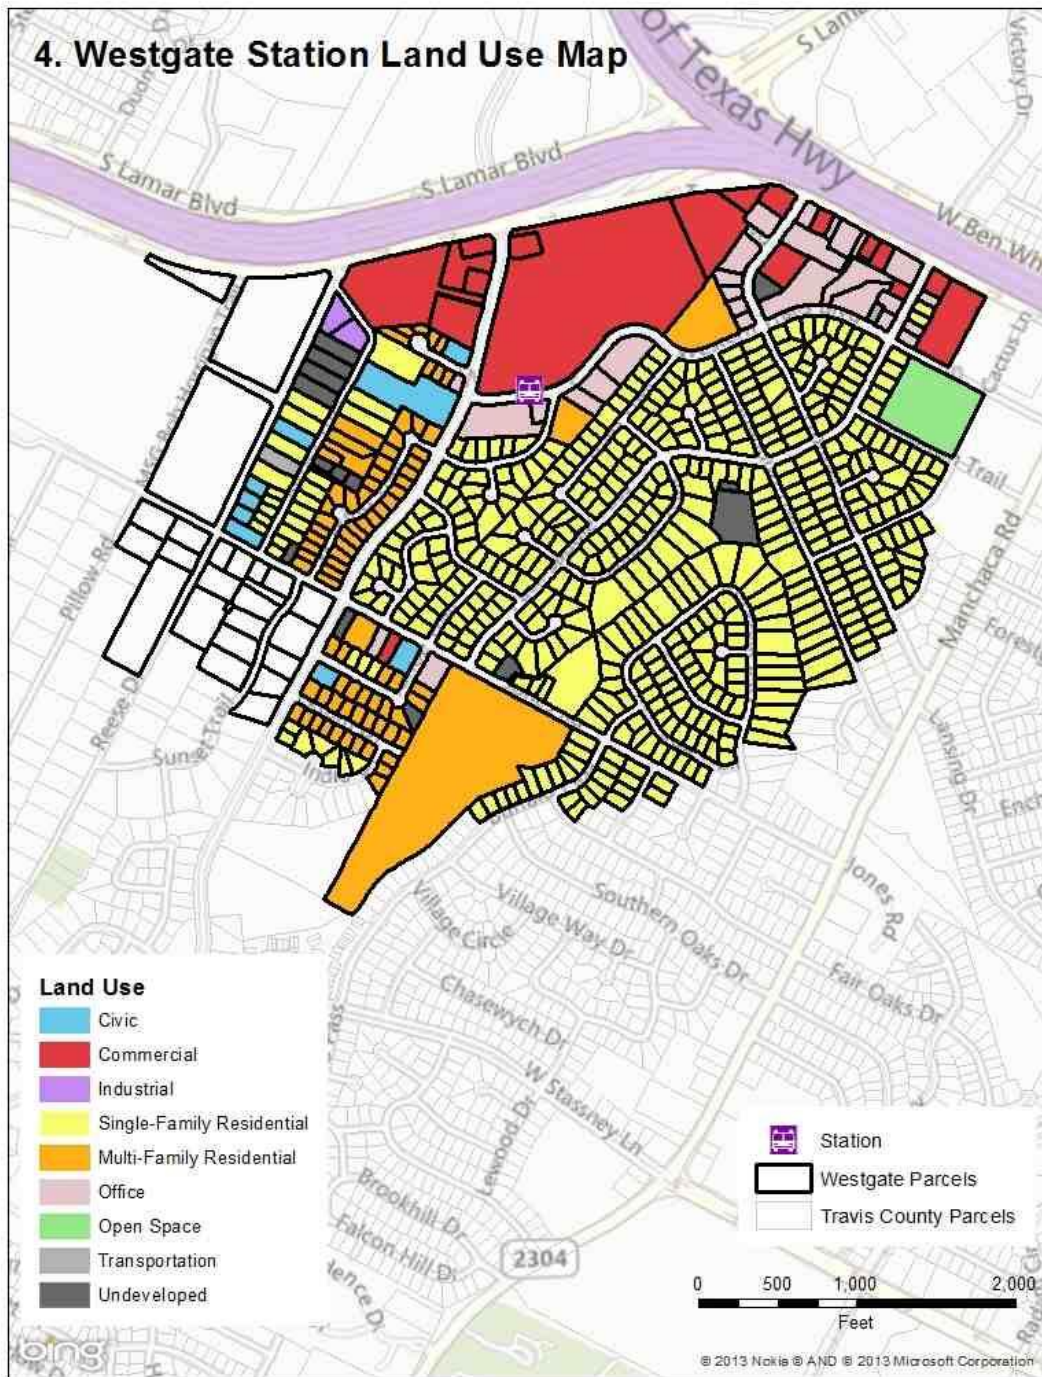 4. Westgate Station Land Use Map
of Texas Hwy
S Lamar
Victory Dr
S Lamar Blvd
S Lamar Blvd
W Ben Wh
Cactus Ln
Trail
Manchaca Rd
Pillow Rd
Reese D
Sunset Trail
Indi
Forest
Lansing Dr
Ench
Jones Rd
Village Circle
Village Way Dr
Southern Oaks Dr
Fair Oaks Dr
Chasewych Dr
W Stassney Ln
Lewood Dr
Brookhill Dr
Falcon Hill D
dence D
2304
Land Use
Civic
Commercial
Industrial
Single-Family Residential
Multi-Family Residential
Office
Open Space
Transportation
Undeveloped
Station
Westgate Parcels
Travis County Parcels
0 500 1,000 2,000
Feet
bing
© 2013 Nokia © AND © 2013 Microsoft Corporation